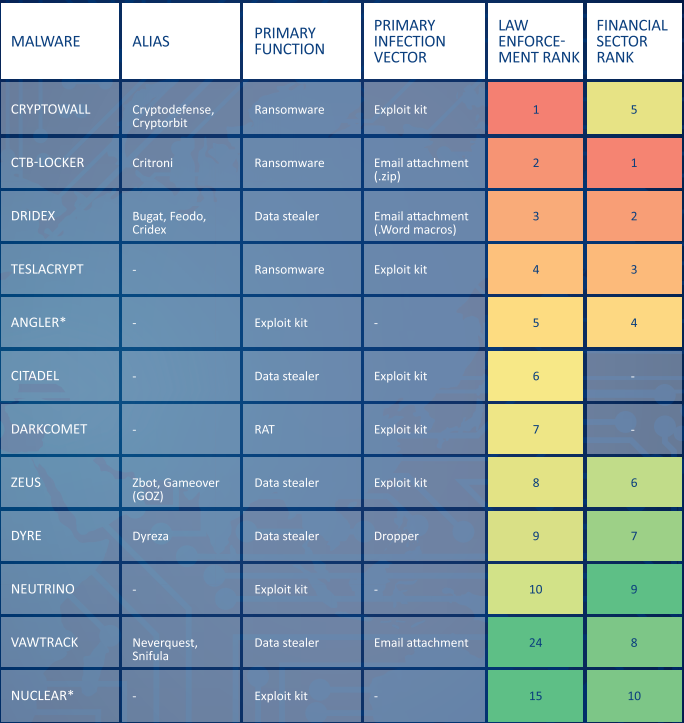 MALWARE ALIAS PRIMARY FUNCTION PRIMARY INFECTION VECTOR LAW ENFORCE-MENT RANK FINANCIAL SECTOR RANK
CRYPTOWALL Cryptodefense, Cryptorbit Ransomware Exploit kit 1 5
CTB-LOCKER Critroni Ransomware Email attachment (.zip) 2 1
DRIDEX Bugat, Feodo, Cridex Data stealer Email attachment (.Word macros) 3 2
TESLACRYPT - Ransomware Exploit kit 4 3
ANGLER* - Exploit kit - 5 4
CITADEL - Data stealer Exploit kit 6 -
DARKCOMET - RAT Exploit kit 7 -
ZEUS Zbot, Gameover (GOZ) Data stealer Exploit kit 8 6
DYRE Dyreza Data stealer Dropper 9 7
NEUTRINO - Exploit kit - 10 9
VAWTRACK Neverquest, Snifula Data stealer Email attachment 24 8
NUCLEAR* - Exploit kit - 15 10